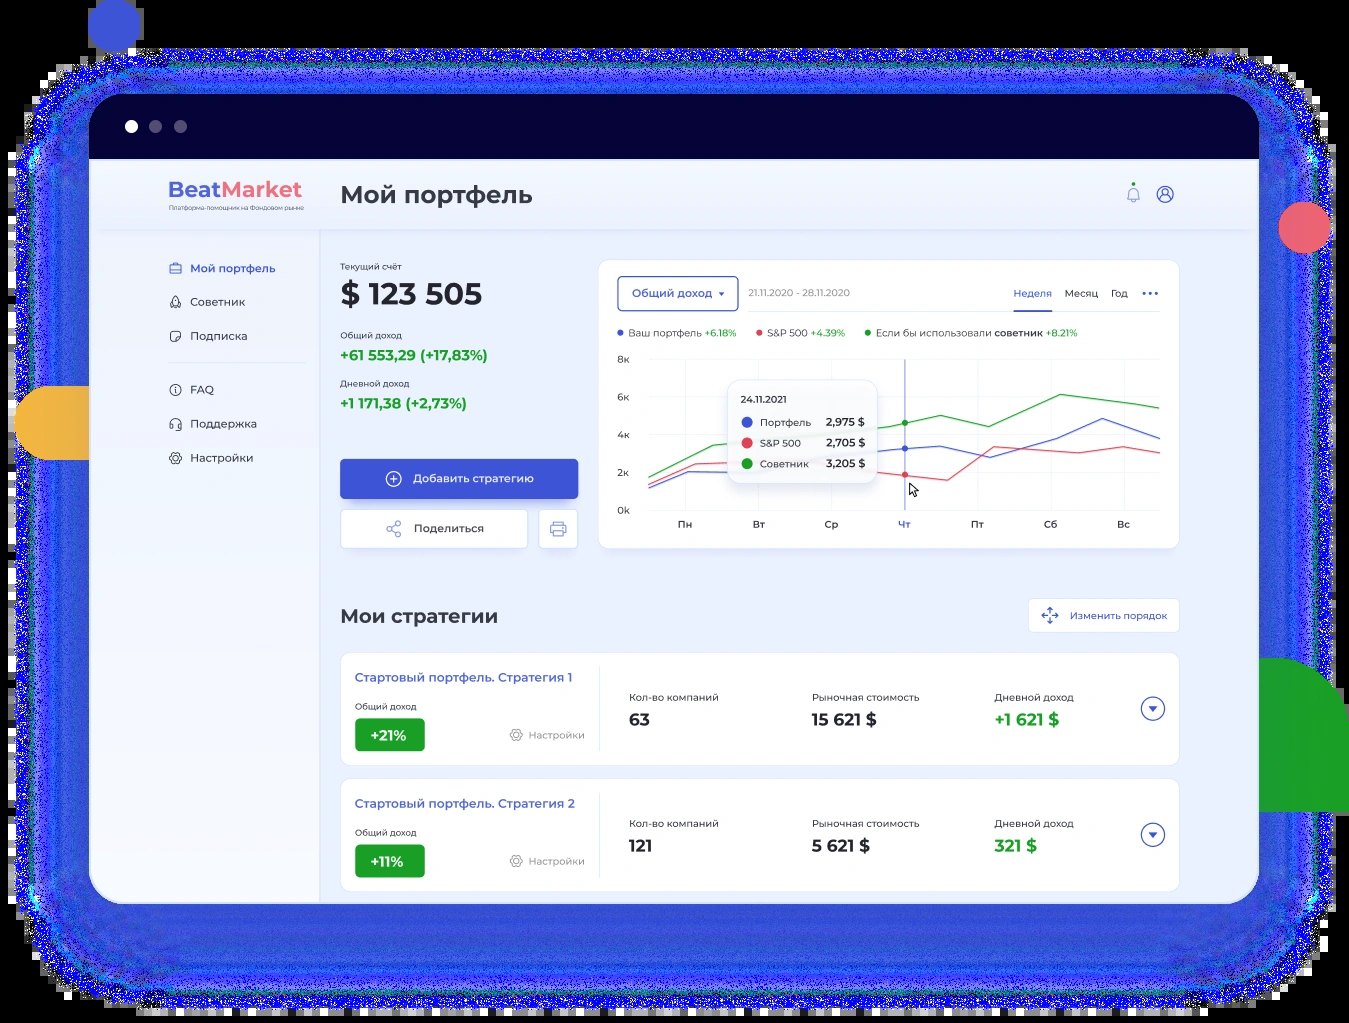 BeatMarket
Платформа-помощник на Фондовом рынке
Мой портфель
Мой портфель
Советник
Подписка
FAQ
Поддержка
Настройки
Текущий счёт
$ 123 505
Общий доход
+61 553,29 (+17,83%)
Дневной доход
+1 171,38 (+2,73%)
Добавить стратегию
Поделиться
Общий доход
21.11.2020 - 28.11.2020
Неделя Месяц Год
Ваш портфель +6.18% S&P 500 +4.39% Если бы использовали советник +8.21%
8к
6к
4к
2к
0k
24.11.2021
Портфель 2,975 $
S&P 500 2,705 $
Советник 3,205 $
Пн Вт Ср Чт Пт Сб Вс
Мои стратегии
Изменить порядок
Стартовый портфель. Стратегия 1
Общий доход
+21%
Настройки
Кол-во компаний
63
Рыночная стоимость
15 621 $
Дневной доход
+1 621 $
Стартовый портфель. Стратегия 2
Общий доход
+11%
Настройки
Кол-во компаний
121
Рыночная стоимость
5 621 $
Дневной доход
321 $